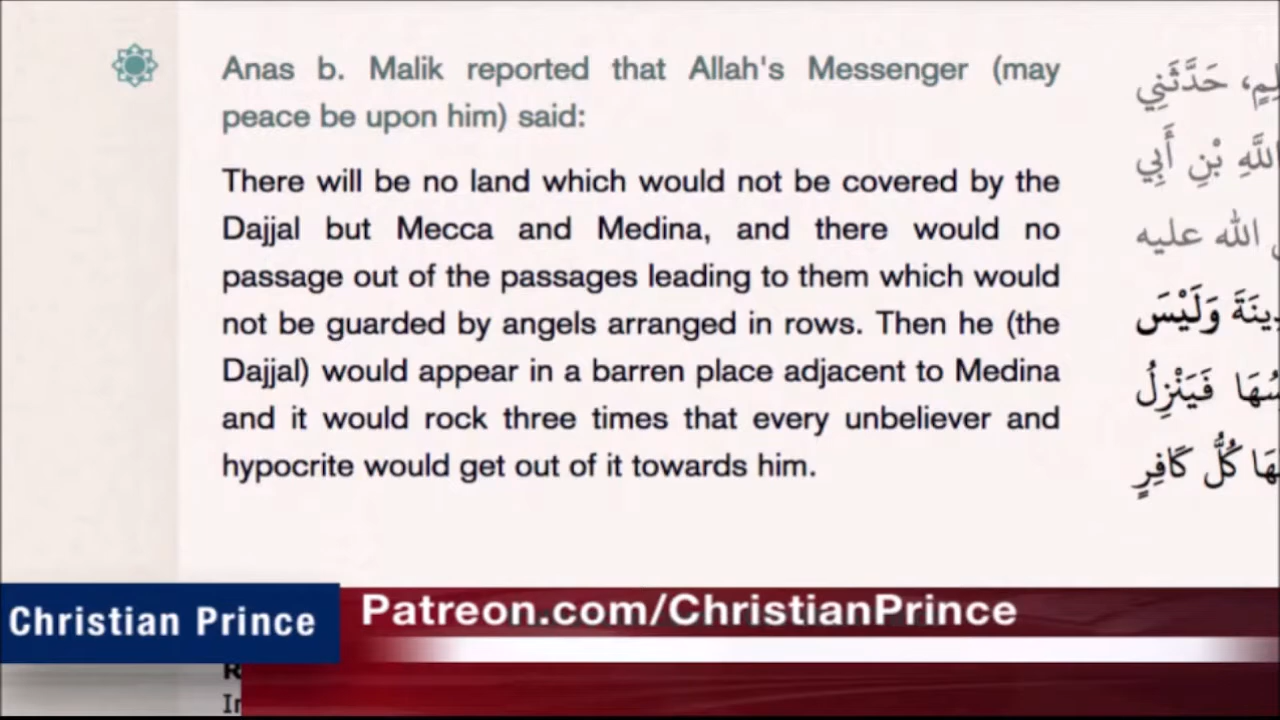 Anas b. Malik reported that Allah's Messenger (may
peace be upon him) said:
There will be no land which would not be covered by the
Dajjal but Mecca and Medina, and there would no
passage out of the passages leading to them which would
not be guarded by angels arranged in rows. Then he (the
Dajjal) would appear in a barren place adjacent to Medina
and it would rock three times that every unbeliever and
hypocrite would get out of it towards him.
حَدَّثَنِي
اللَّهِ بْنِ أَبِي
الله عليه
وَلَيْسَ
فَيَنْزِلُ
كُلُّ كَافِرٍ
Christian Prince
Patreon.com/ChristianPrince